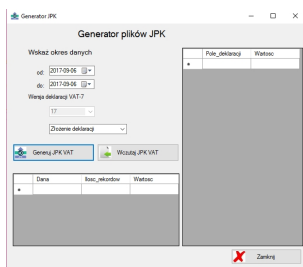 Generator JPK
Generator plików JPK
Wskaż okres danych
od: 2017-09-06
do: 2017-09-06
Wersja deklaracji VAT-7
17
Złożenie deklaracji
Generuj JPK VAT
Wczutaj JPK VAT
Dana Ilosc_rekordow Wartosc
Pole_deklaracji Wartosc
Zamknij